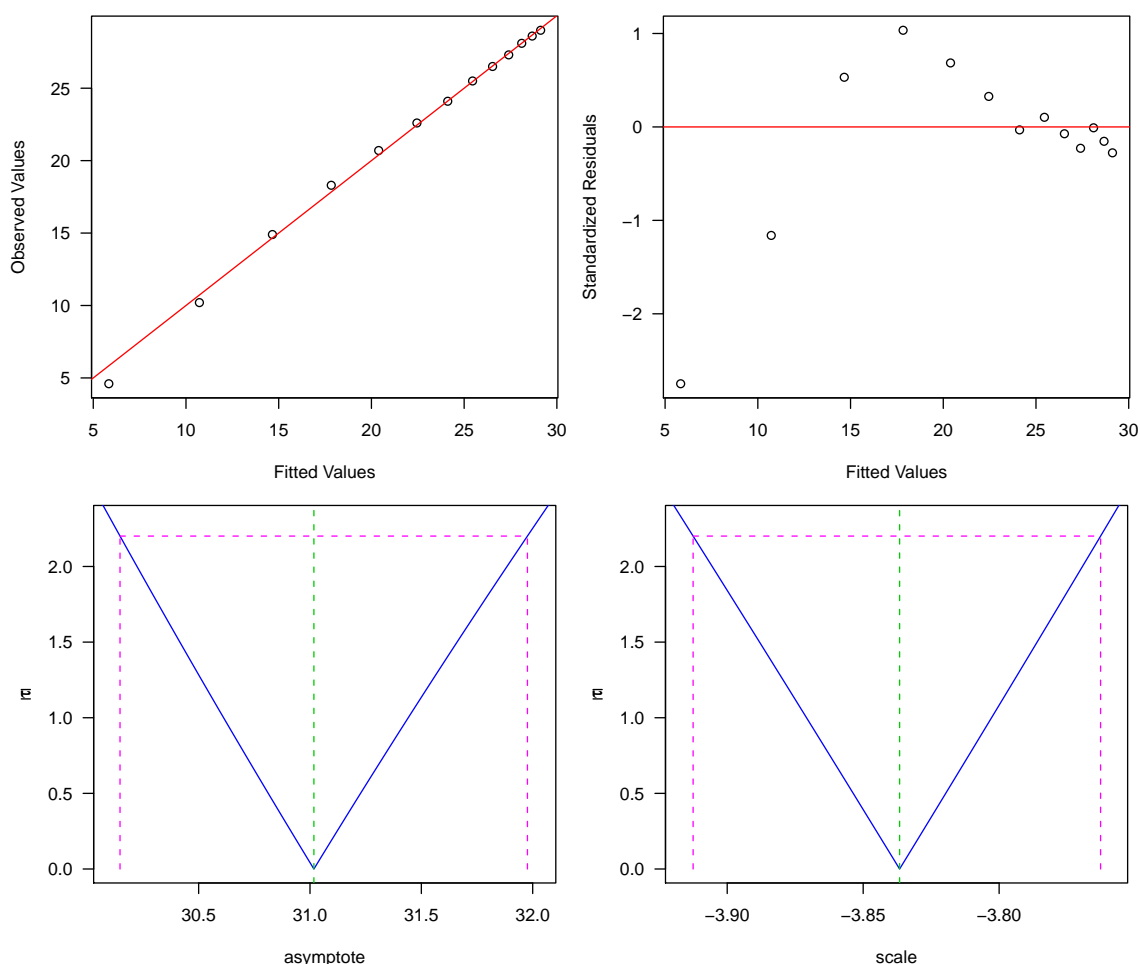 25
20
15
10
5
Observed Values
5 10 15 20 25 30
Fitted Values
1
0
−1
−2
Standardized Residuals
5 10 15 20 25 30
Fitted Values
2.0
1.5
1.0
0.5
0.0
30.5 31.0 31.5 32.0
asymptote
2.0
1.5
1.0
0.5
0.0
−3.90 −3.85 −3.80
scale